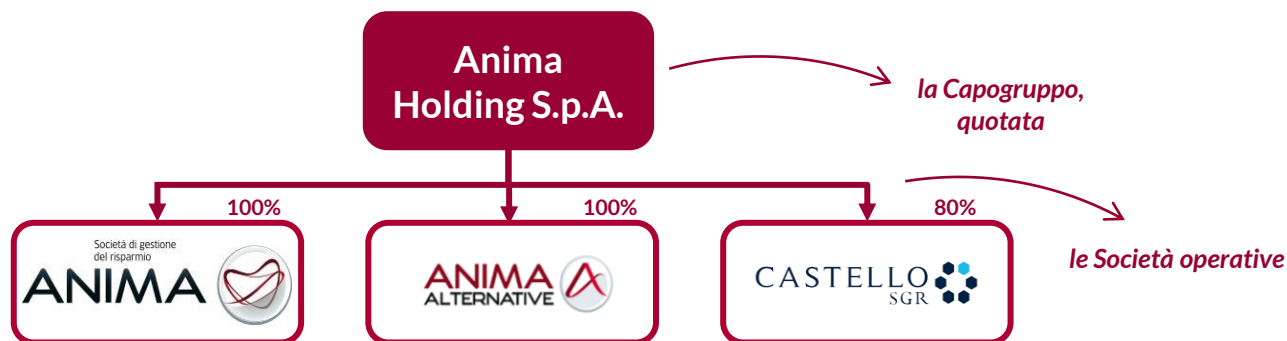 Anima
Holding S.p.A.
la Capogruppo,
quotata
100%
100%
80%
Società di gestione
del risparmio
ANIMA
ANIMA
ALTERNATIVE
CASTELLO
SGR
le Società operative